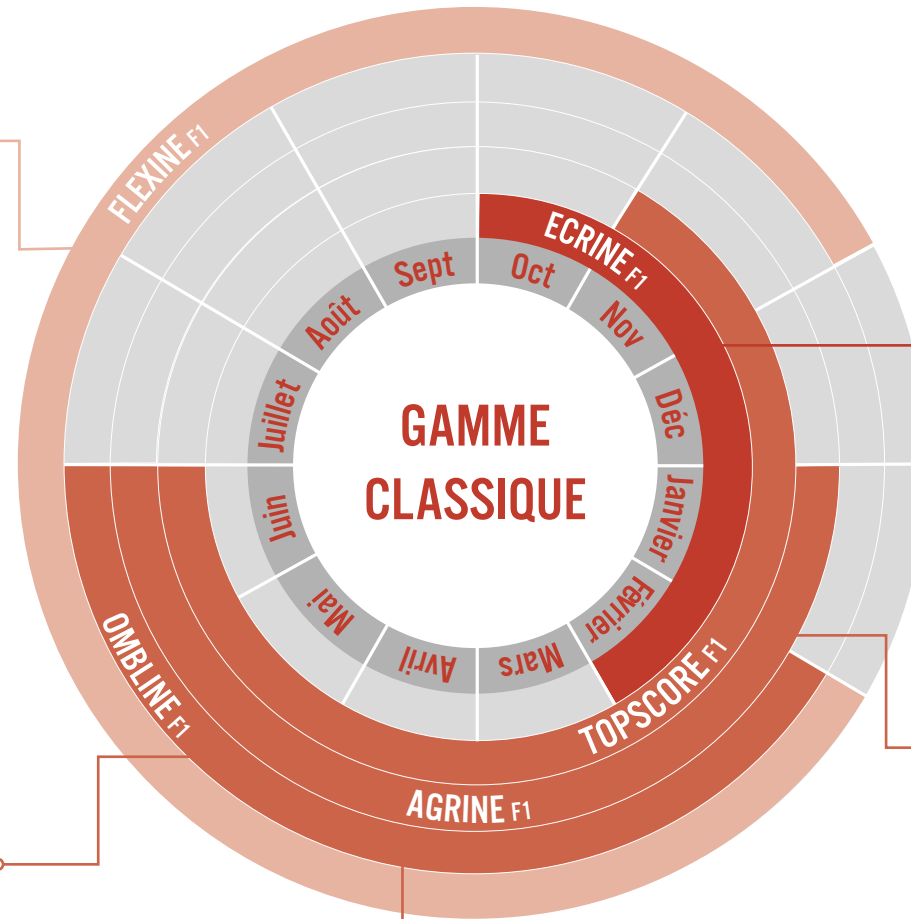 FLEXINE F1
ECRINE F1
Sept
Oct
Août
Nov
Juillet
Déc
GAMME
CLASSIQUE
Juin
Janvier
Mai
Février
Avril
Mars
OMBLINE F1
TOPSCORE F1
AGRINE F1